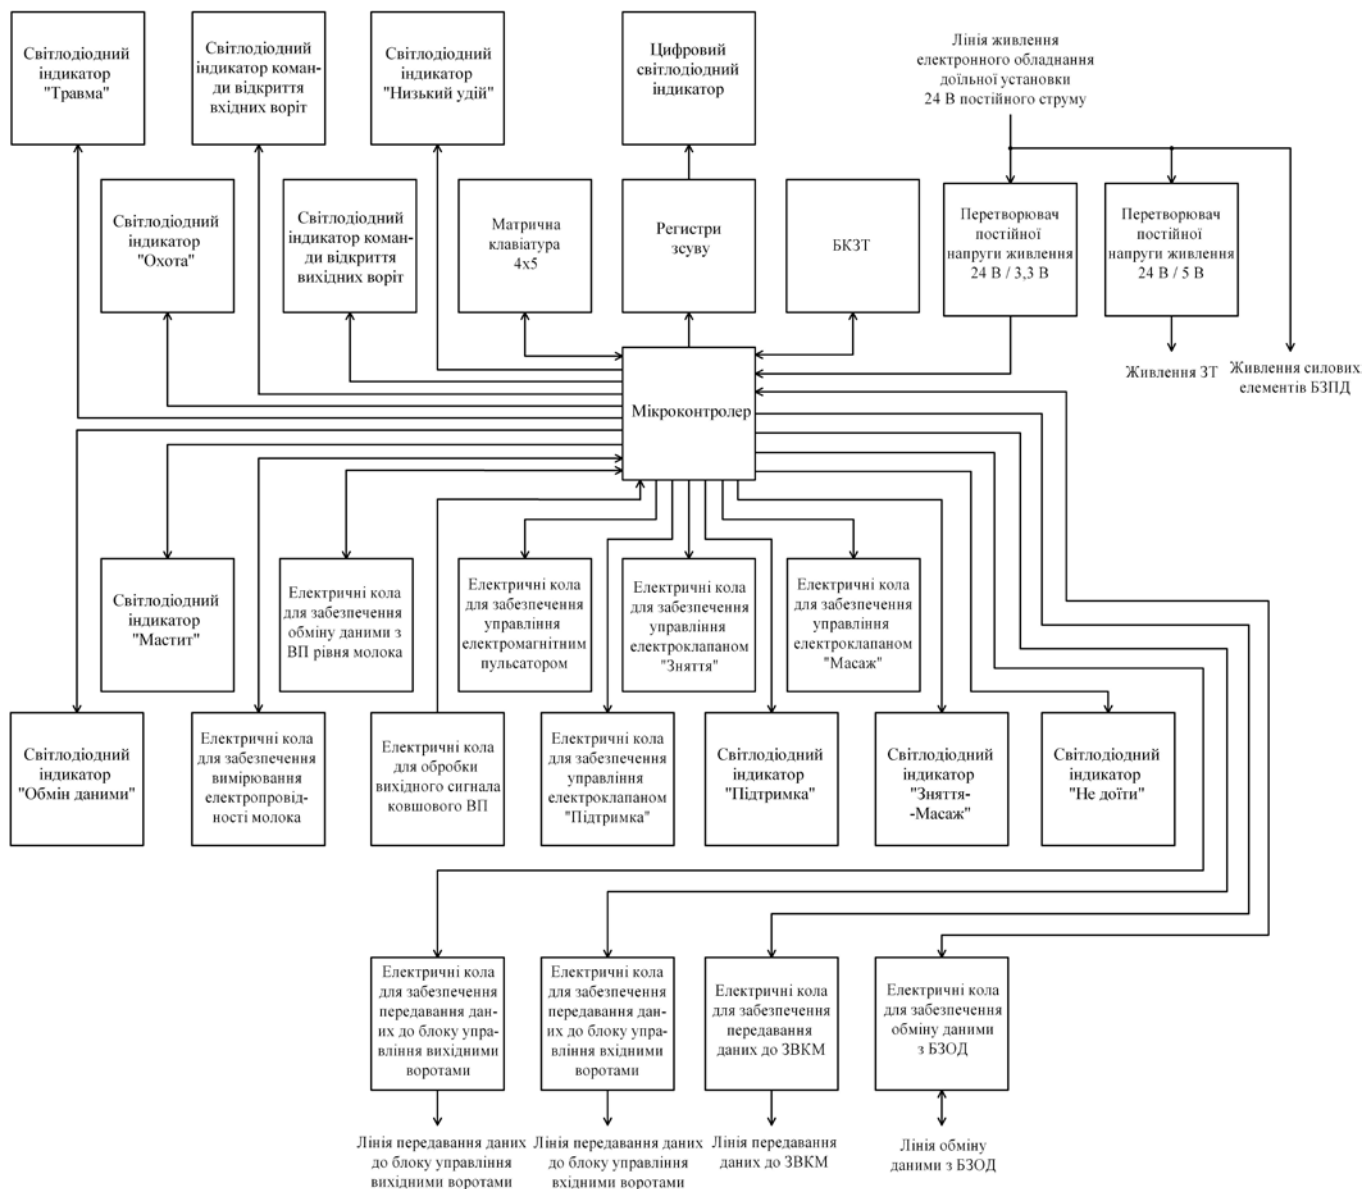 Світлодіодний
індикатор
"Травма"
Світлодіодний
індикатор коман-
ди відкриття
вхідних воріт
Світлодіодний
індикатор
"Низький удій"
Цифровий
світлодіодний
індикатор
Лінія живлення
електронного обладнання
доїльної установки
24 В постійного струму
Світлодіодний
індикатор
"Охота"
Світлодіодний
індикатор коман-
ди відкриття
вихідних воріт
Матрична
клавіатура
4х5
Регистри
зсуву
БКЗТ
Перетворювач
постійної
напруги живлення
24 В / 3,3 В
Перетворювач
постійної
напруги живлення
24 В / 5 В
Живлення ЗТ
Живлення силових
елементів БЗПД
Мікроконтролер
Світлодіодний
індикатор
"Мастит"
Електричні кола
для забезпечення
обміну даними з
ВП рівня молока
Електричні кола
для забезпечення
управління
електромагнітним
пульсатором
Електричні кола
для забезпечення
управління
електроклапаном
"Зняття"
Електричні кола
для забезпечення
управління
електроклапаном
"Масаж"
Світлодіодний
індикатор
"Обмін даними"
Електричні кола
для забезпечення
вимірювання
електропровід-
ності молока
Електричні кола
для обробки
вихідного сигнала
ковшового ВП
Електричні кола
для забезпечення
управління
електроклапаном
"Підтримка"
Світлодіодний
індикатор
"Підтримка"
Світлодіодний
індикатор
"Зняття-
-Масаж"
Світлодіодний
індикатор
"Не доїти"
Електричні кола
для забезпечення
передавання дан-
их до блоку упра-
вління вихідними
воротами
Електричні кола
для забезпечення
передавання дан-
их до блоку упра-
вління вхідними
воротами
Електричні кола
для забезпечення
передавання
даних до ЗВКМ
Електричні кола
для забезпечення
обміну даними
з БЗОД
Лінія передавання даних
до блоку управління
вихідними воротами
Лінія передавання даних
до блоку управління
вхідними воротами
Лінія передавання
даних до ЗВКМ
Лінія обміну
даними з БЗОД